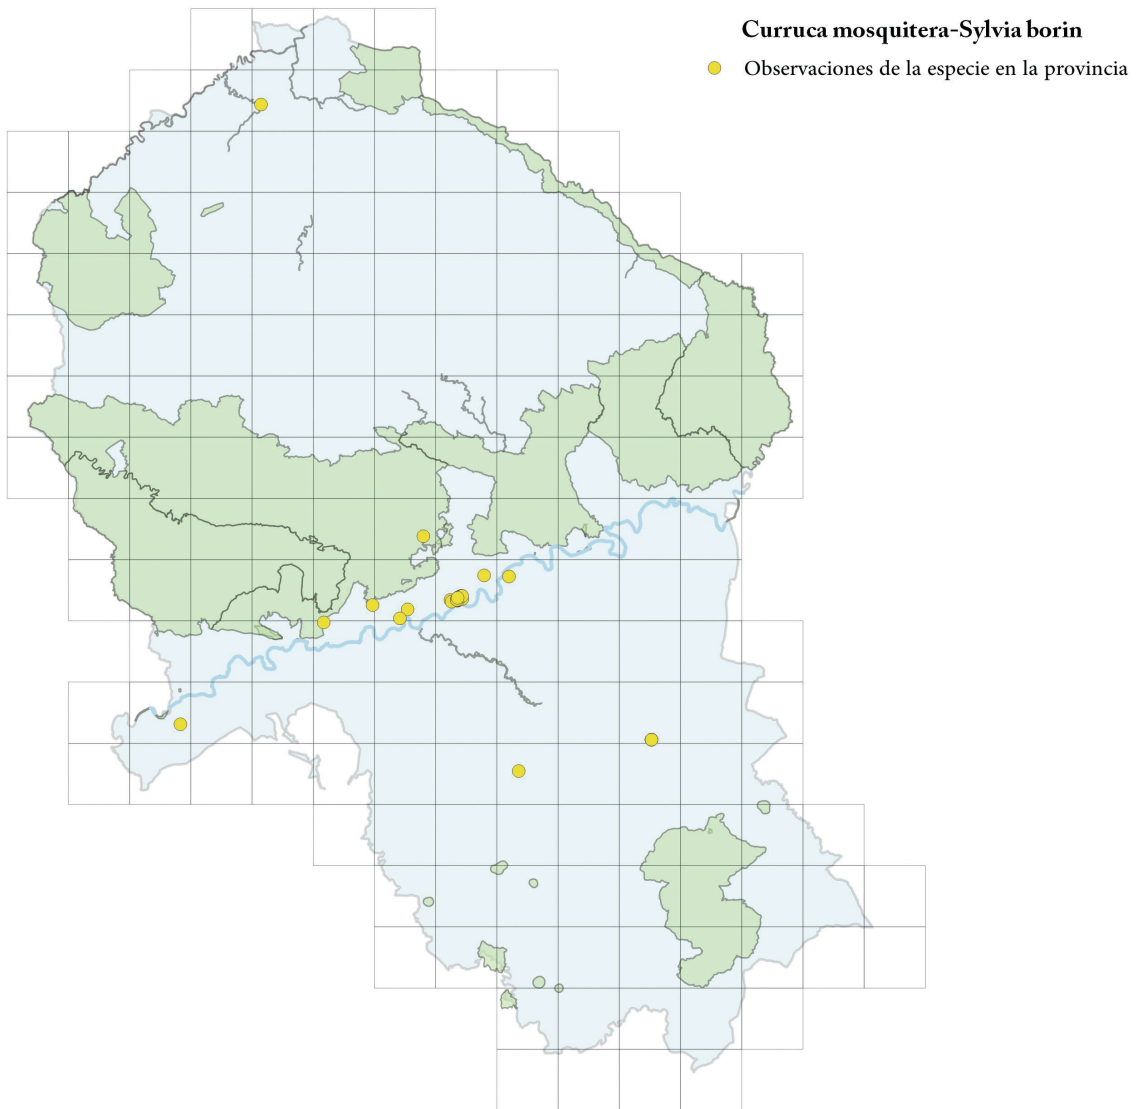 Curruca mosquitera-Sylvia borin
Observaciones de la especie en la provincia